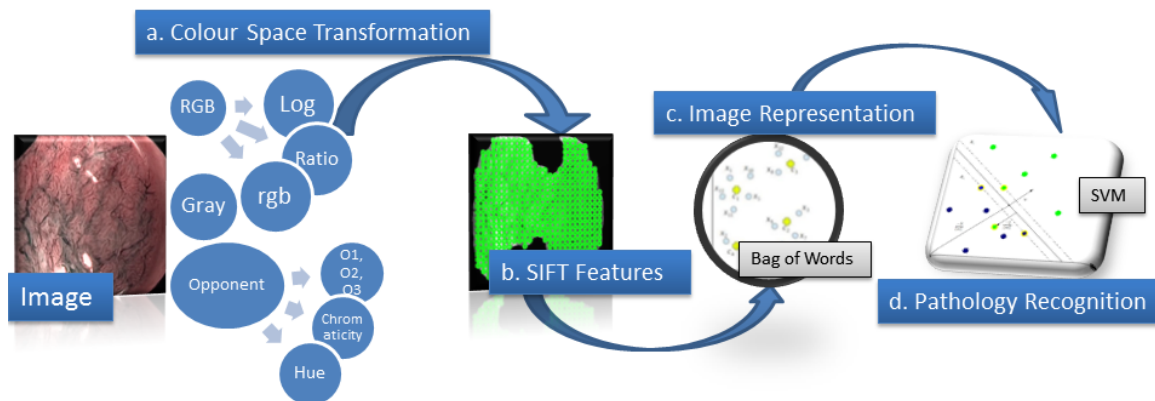 a. Colour Space Transformation
RGB
Log
Ratio
rgb
Gray
Image
Opponent
O1,
O2,
O3
Chrom
aticity
Hue
b. SIFT Features
c. Image Representation
Bag of Words
SVM
d. Pathology Recognition